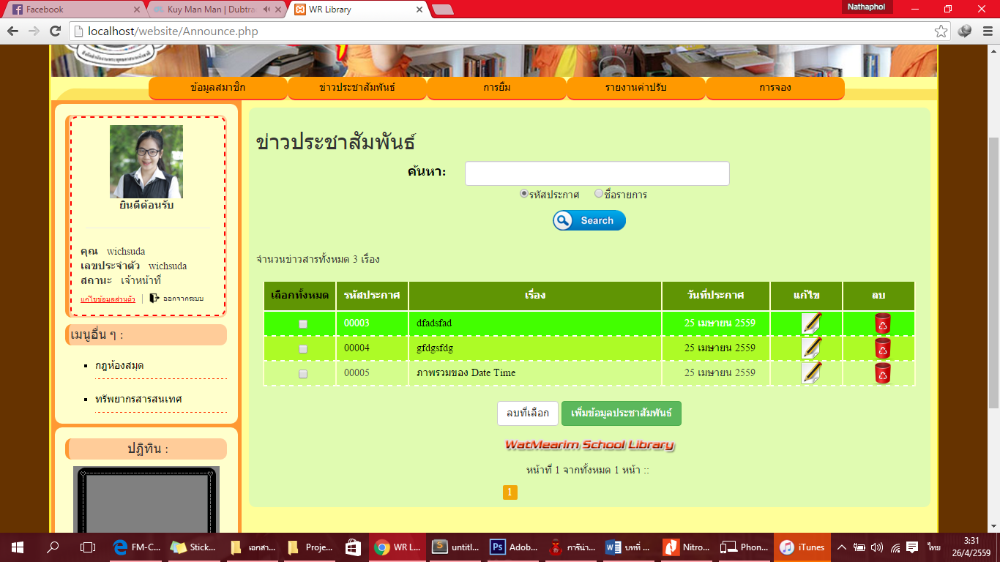 Facebook
Kuy Man Man | Dubtra
WR Library
Nathaphol
localhost/website/Announce.php
ข้อมูลสมาชิก
ข่าวประชาสัมพันธ์
การยืม
รายงานค่าปรับ
การจอง
ยินดีต้อนรับ
คุณ wichsuda
เลขประจำตัว wichsuda
สถานะ เจ้าหน้าที่
แก้ไขข้อมูลส่วนตัว | ออกจากระบบ
เมนูอื่น ๆ :
กฎห้องสมุด
ทรัพยากรสารสนเทศ
ปฏิทิน :
ข่าวประชาสัมพันธ์
ค้นหา:
รหัสประกาศ ชื่อรายการ
Search
จำนวนข่าวสารทั้งหมด 3 เรื่อง
เลือกทั้งหมด รหัสประกาศ เรื่อง วันที่ประกาศ แก้ไข ลบ
00003 dfadsfad 25 เมษายน 2559
00004 gfdgsfdg 25 เมษายน 2559
00005 ภาพรวมของ Date Time 25 เมษายน 2559
ลบที่เลือก
เพิ่มข้อมูลประชาสัมพันธ์
WatMearim School Library
หน้าที่ 1 จากทั้งหมด 1 หน้า ::
1
FM-C...
Stick...
เอกสา...
Proje...
WR L...
untitl...
Adob...
การีน่า...
บทที่ ...
Nitro...
Phon...
iTunes
ไทย
3:31
26/4/2559